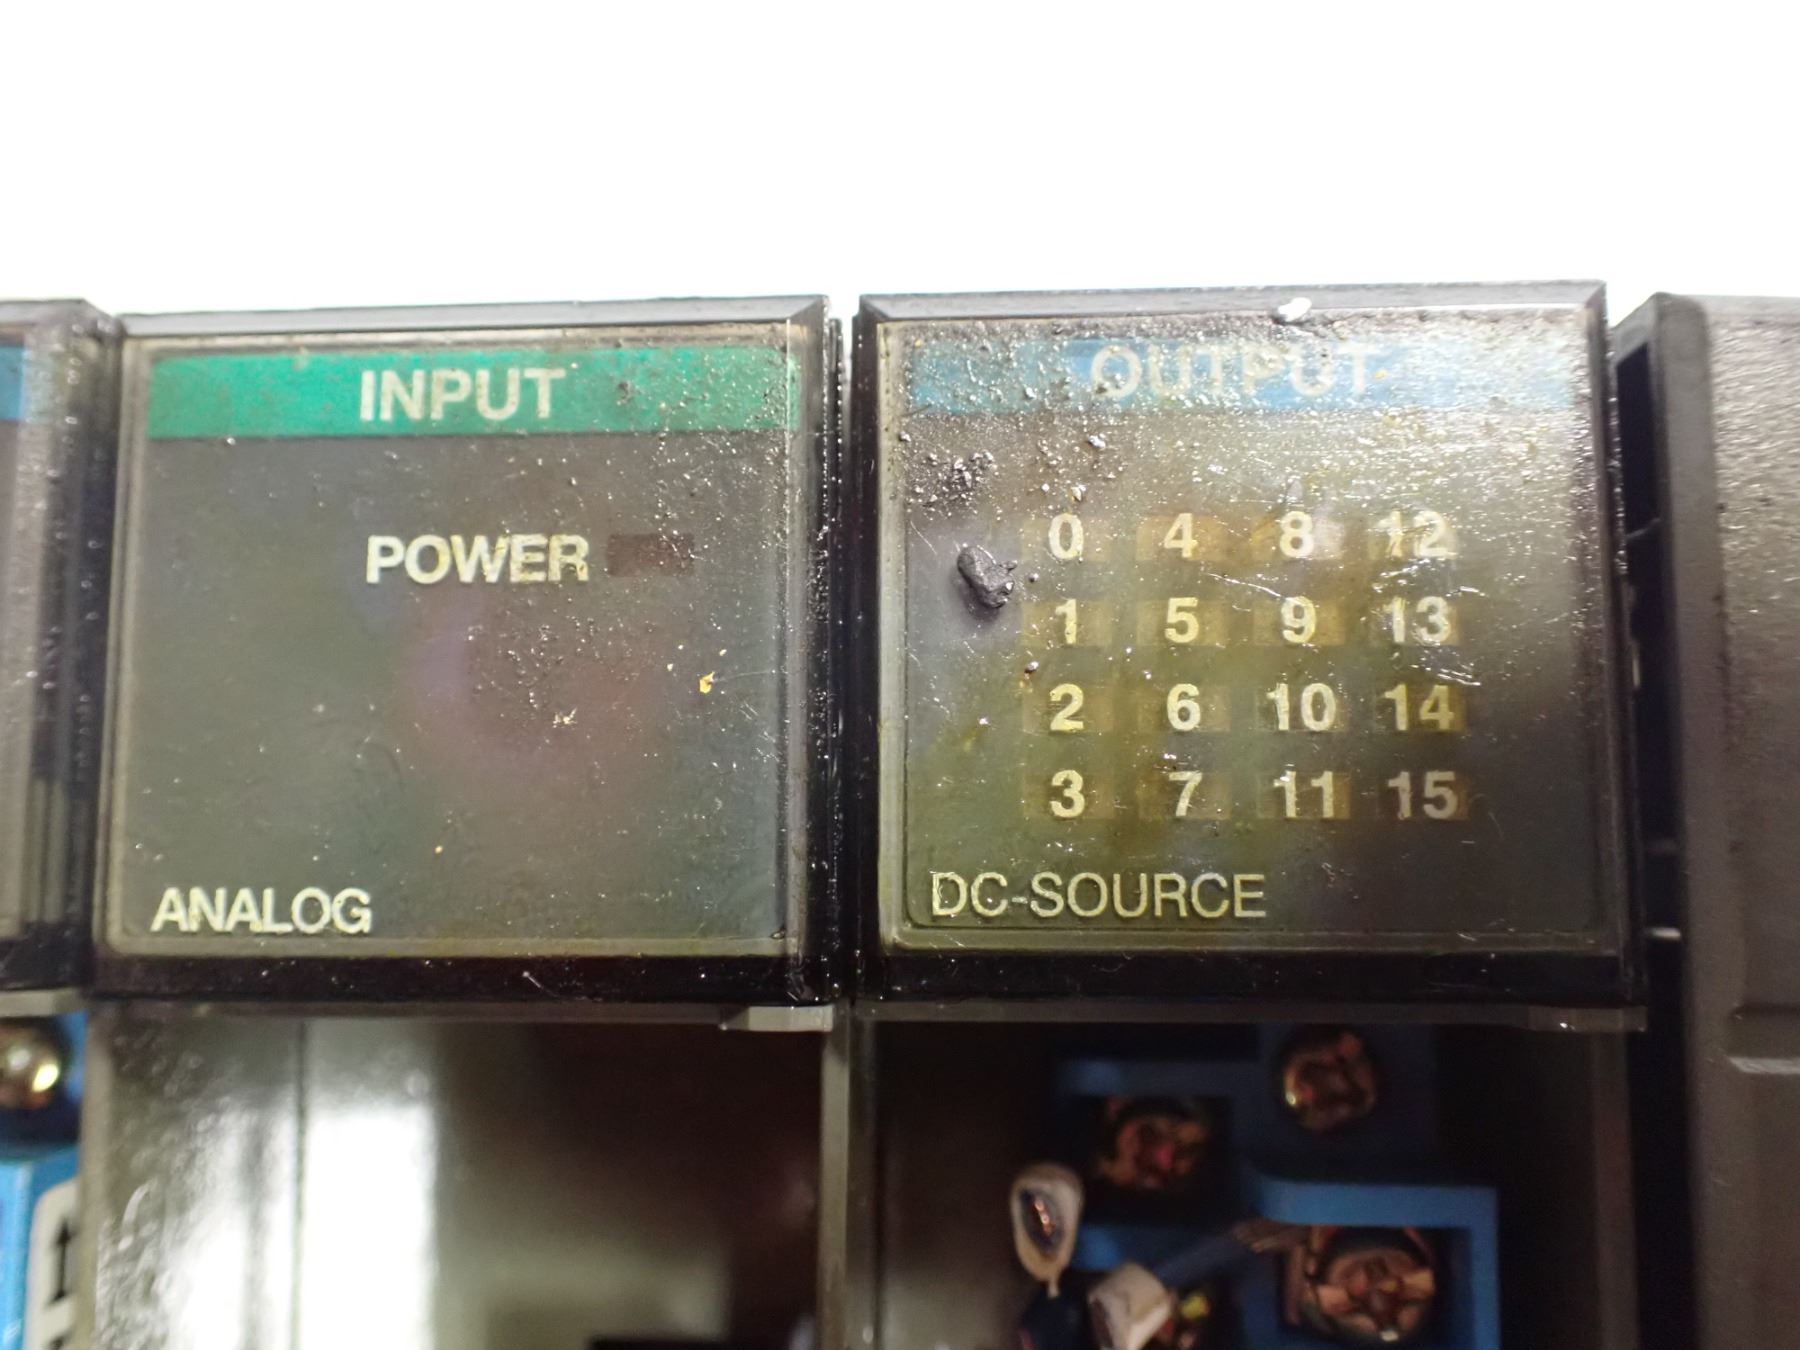 INPUT
POWER
ANALOG
OUTPUT
0 4 8 12
1 5 9 13
2 6 10 14
3 7 11 15
DC-SOURCE